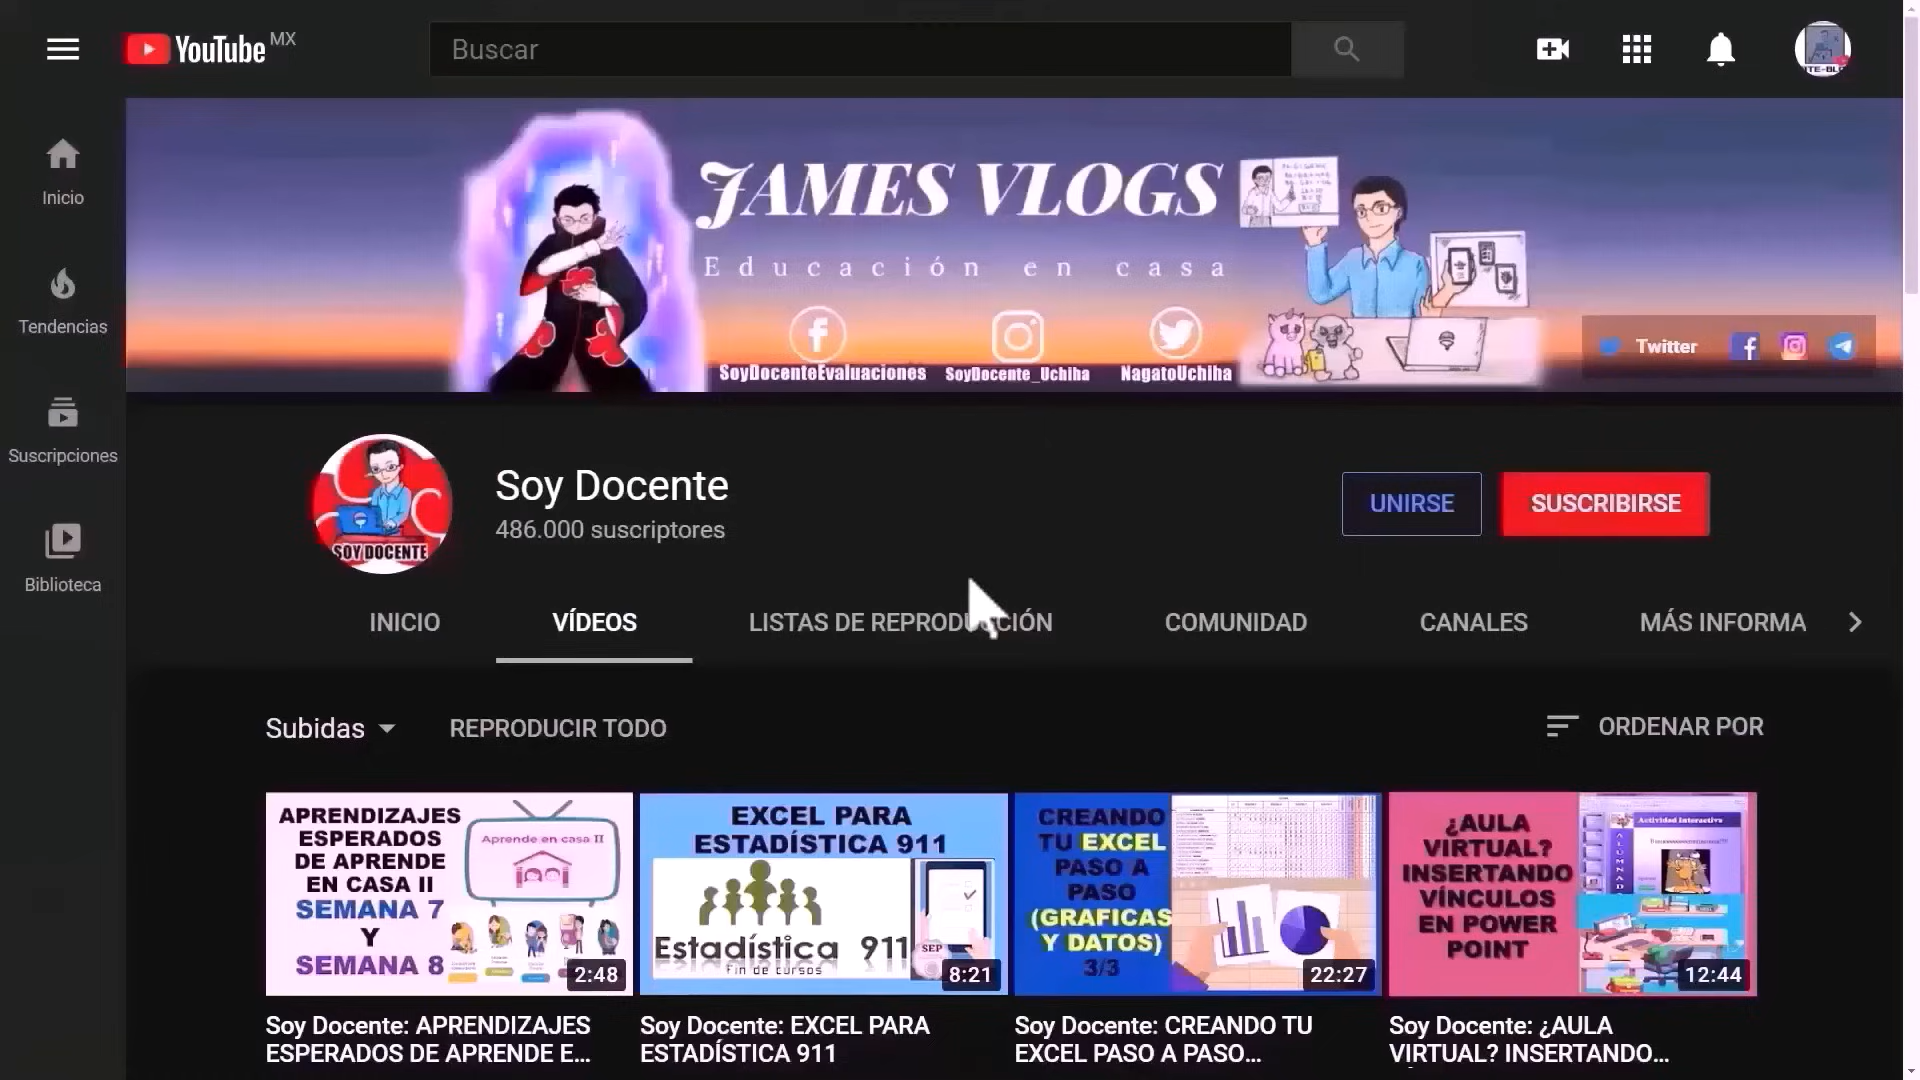 YouTube MX
Buscar
Inicio
Tendencias
Suscripciones
Biblioteca
JAMES VLOGS
Educación en casa
SoyDocenteEvaluaciones
SoyDocente_Uchiha
NagatoUchiha
Twitter
SOY DOCENTE
Soy Docente
486.000 suscriptores
UNIRSE
SUSCRIBIRSE
INICIO
VÍDEOS
LISTAS DE REPRODUCCIÓN
COMUNIDAD
CANALES
MÁS INFORMA
Subidas
REPRODUCIR TODO
ORDENAR POR
APRENDIZAJES
ESPERADOS
DE APRENDE
EN CASA II
SEMANA 7
Y
SEMANA 8
Aprende en casa II
2:48
EXCEL PARA
ESTADÍSTICA 911
Estadística 911
Fin de cursos
SEP
8:21
CREANDO
TU EXCEL
PASO A
PASO
(GRAFICAS
Y DATOS)
3/3
22:27
¿AULA
VIRTUAL?
INSERTANDO
VÍNCULOS
EN POWER
POINT
Actividad Interactiva
ALUMNAD
12:44
Soy Docente: APRENDIZAJES
ESPERADOS DE APRENDE E...
Soy Docente: EXCEL PARA
ESTADÍSTICA 911
Soy Docente: CREANDO TU
EXCEL PASO A PASO...
Soy Docente: ¿AULA
VIRTUAL? INSERTANDO...